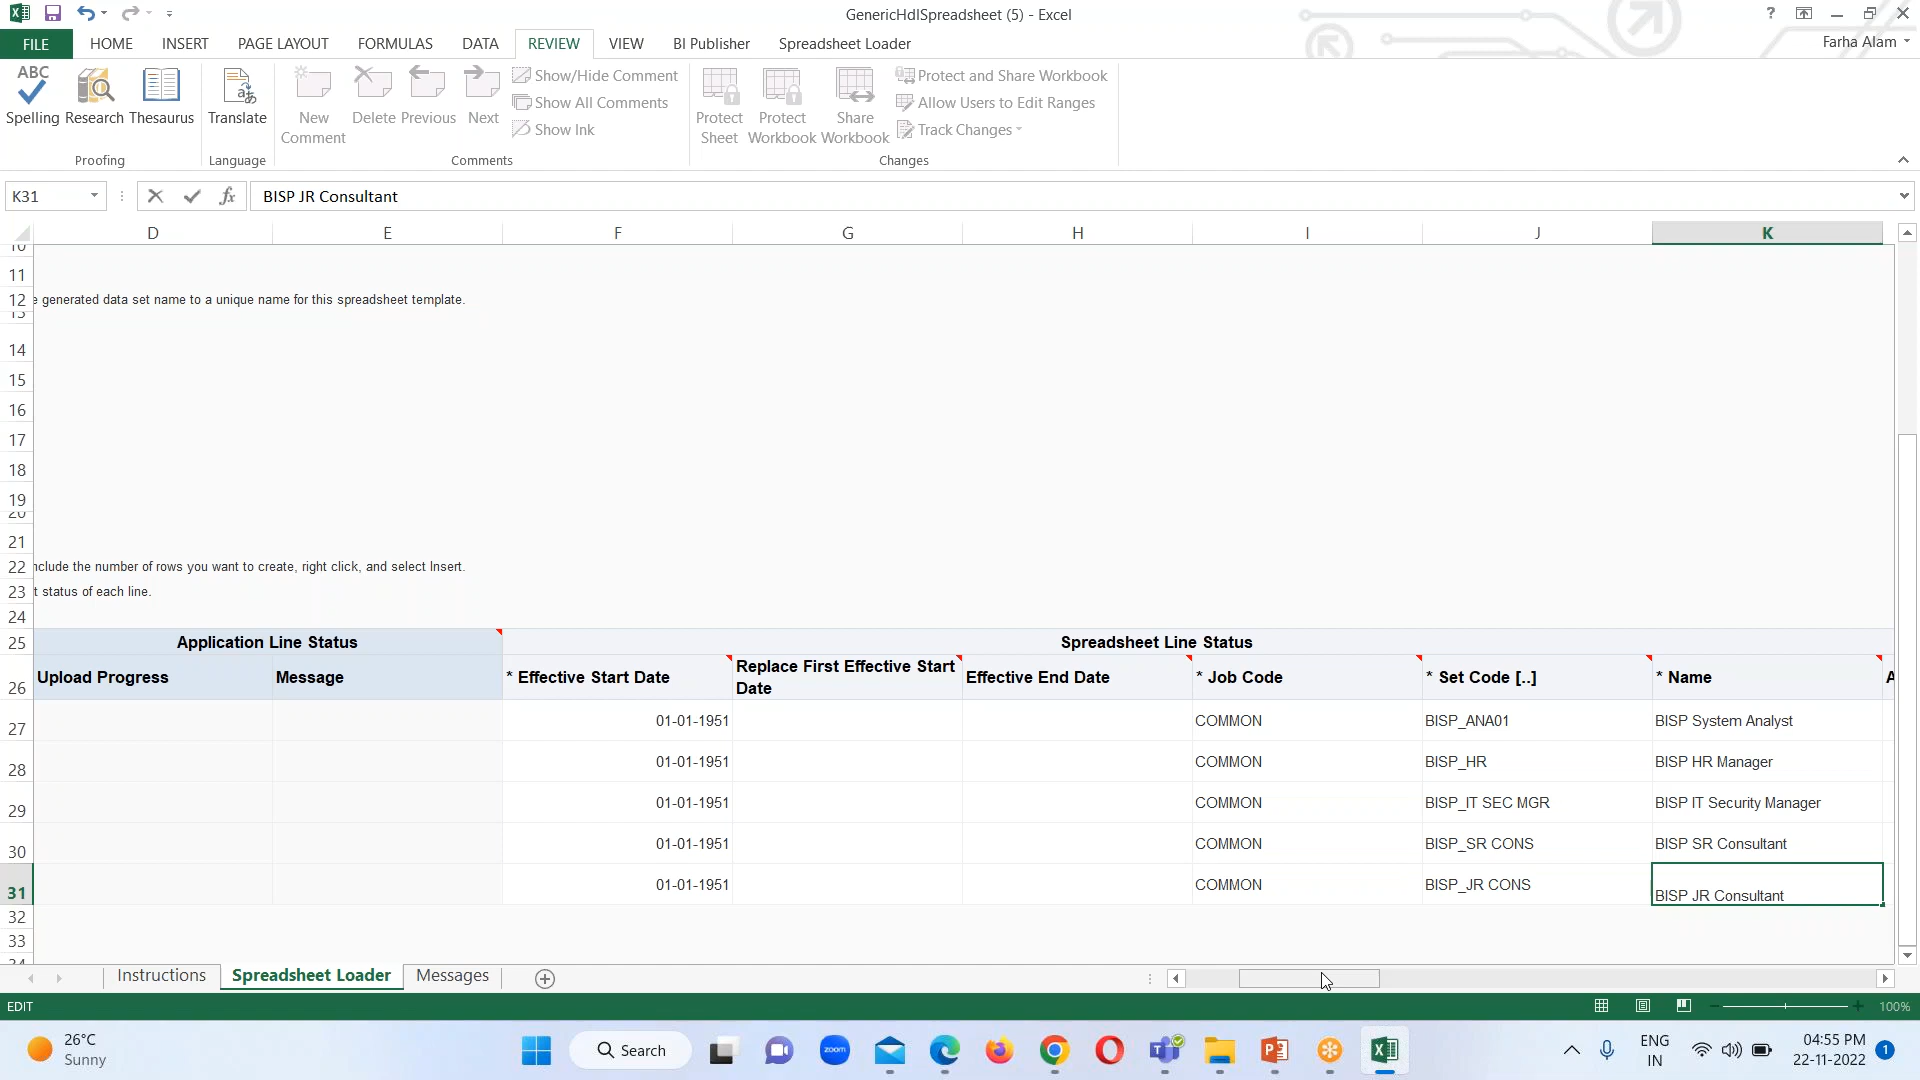 GenericHdlSpreadsheet (5) - Excel
FILE HOME INSERT PAGE LAYOUT FORMULAS DATA REVIEW VIEW BI Publisher Spreadsheet Loader
Farha Alam
ABC
Spelling Research Thesaurus
Proofing
Translate
Language
New Comment
Delete Previous Next
Show/Hide Comment
Show All Comments
Show Ink
Comments
Protect Sheet
Protect Workbook
Share Workbook
Protect and Share Workbook
Allow Users to Edit Ranges
Track Changes
Changes
K31 fx BISP JR Consultant
D E F G H I J K
10
11
12 e generated data set name to a unique name for this spreadsheet template.
13
14
15
16
17
18
19
20
21
22 nclude the number of rows you want to create, right click, and select Insert.
23 t status of each line.
24
25 Application Line Status Spreadsheet Line Status
26 Upload Progress Message * Effective Start Date Replace First Effective Start Date Effective End Date * Job Code * Set Code [..] * Name A
27 01-01-1951 COMMON BISP_ANA01 BISP System Analyst
28 01-01-1951 COMMON BISP_HR BISP HR Manager
29 01-01-1951 COMMON BISP_IT SEC MGR BISP IT Security Manager
30 01-01-1951 COMMON BISP_SR CONS BISP SR Consultant
31 01-01-1951 COMMON BISP_JR CONS BISP JR Consultant
32
33
34
Instructions Spreadsheet Loader Messages
EDIT 100%
26°C
Sunny
Search
zoom
ENG
IN
04:55 PM
22-11-2022
1